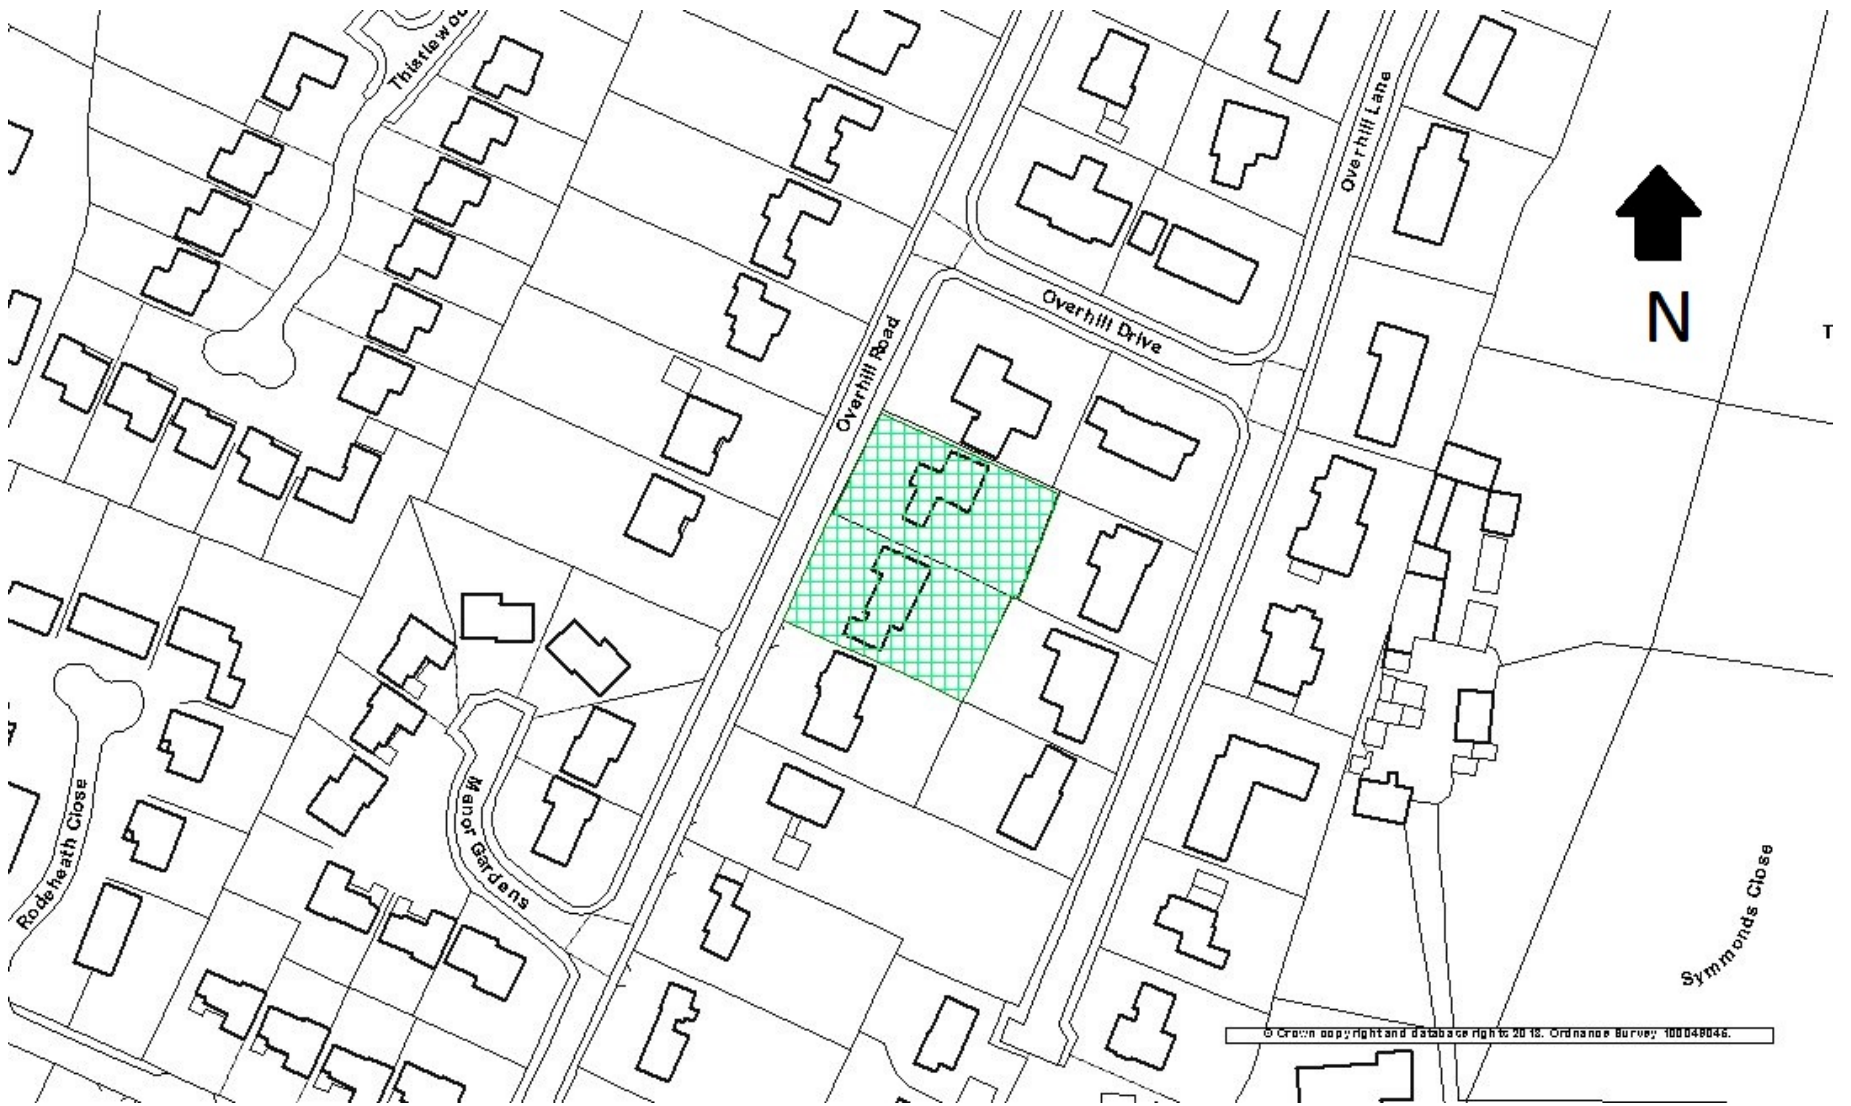 Thistlewoo
Overhill Lane
N
Overhill Drive
T
Overhill Road
Manor Gardens
Rodeheath Close
Symmonds Close
© Crown copyright and database rights 2018. Ordnance Survey 100049046.